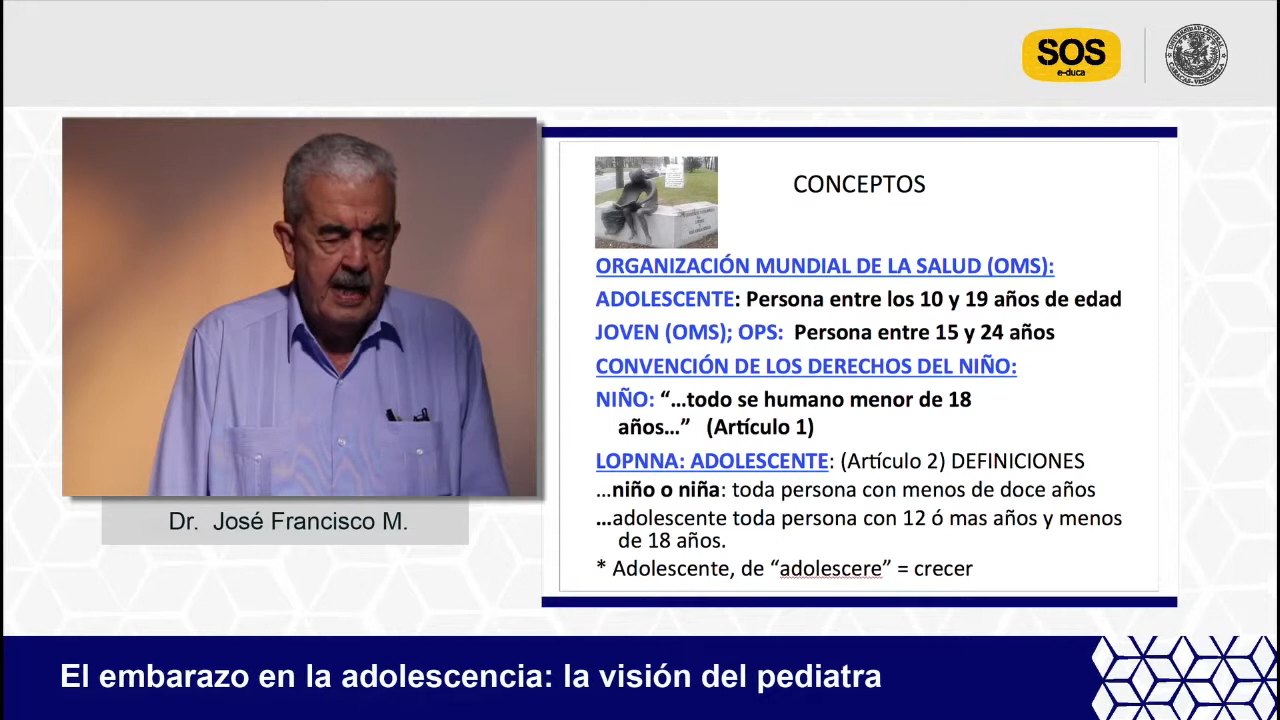 SOS
e-duca
UNIVERSIDAD CENTRAL
CARACAS-VENEZUELA
CONCEPTOS
ORGANIZACIÓN MUNDIAL DE LA SALUD (OMS):
ADOLESCENTE: Persona entre los 10 y 19 años de edad
JOVEN (OMS); OPS: Persona entre 15 y 24 años
CONVENCIÓN DE LOS DERECHOS DEL NIÑO:
NIÑO: “...todo se humano menor de 18
años...” (Artículo 1)
LOPNNA: ADOLESCENTE: (Artículo 2) DEFINICIONES
...niño o niña: toda persona con menos de doce años
...adolescente toda persona con 12 ó mas años y menos
de 18 años.
* Adolescente, de “adolescere” = crecer
Dr. José Francisco M.
El embarazo en la adolescencia: la visión del pediatra